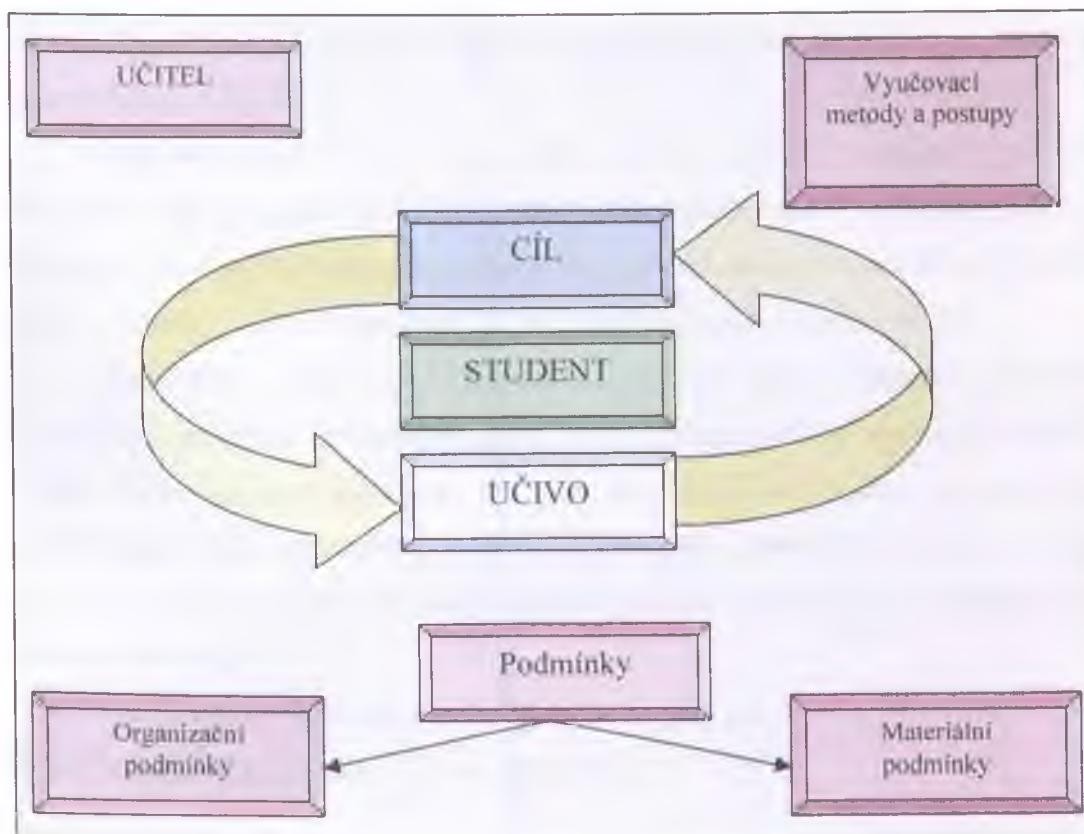 UČITEL
Vyučovací
metody a postupy
CÍL
STUDENT
UČIVO
Podmínky
Organizační
podmínky
Materiální
podmínky